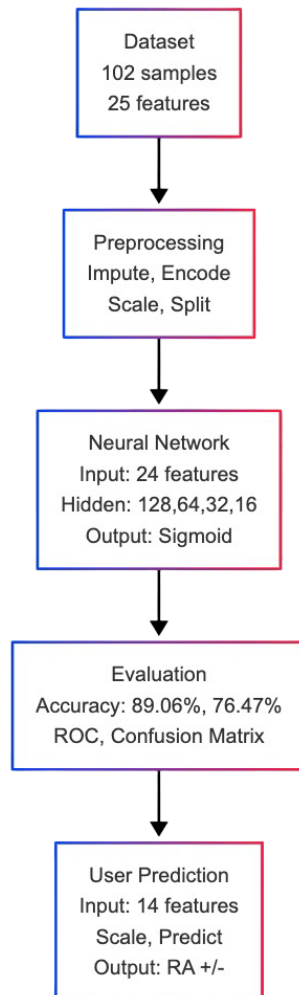 Dataset
102 samples
25 features
Preprocessing
Impute, Encode
Scale, Split
Neural Network
Input: 24 features
Hidden: 128,64,32,16
Output: Sigmoid
Evaluation
Accuracy: 89.06%, 76.47%
ROC, Confusion Matrix
User Prediction
Input: 14 features
Scale, Predict
Output: RA +/-